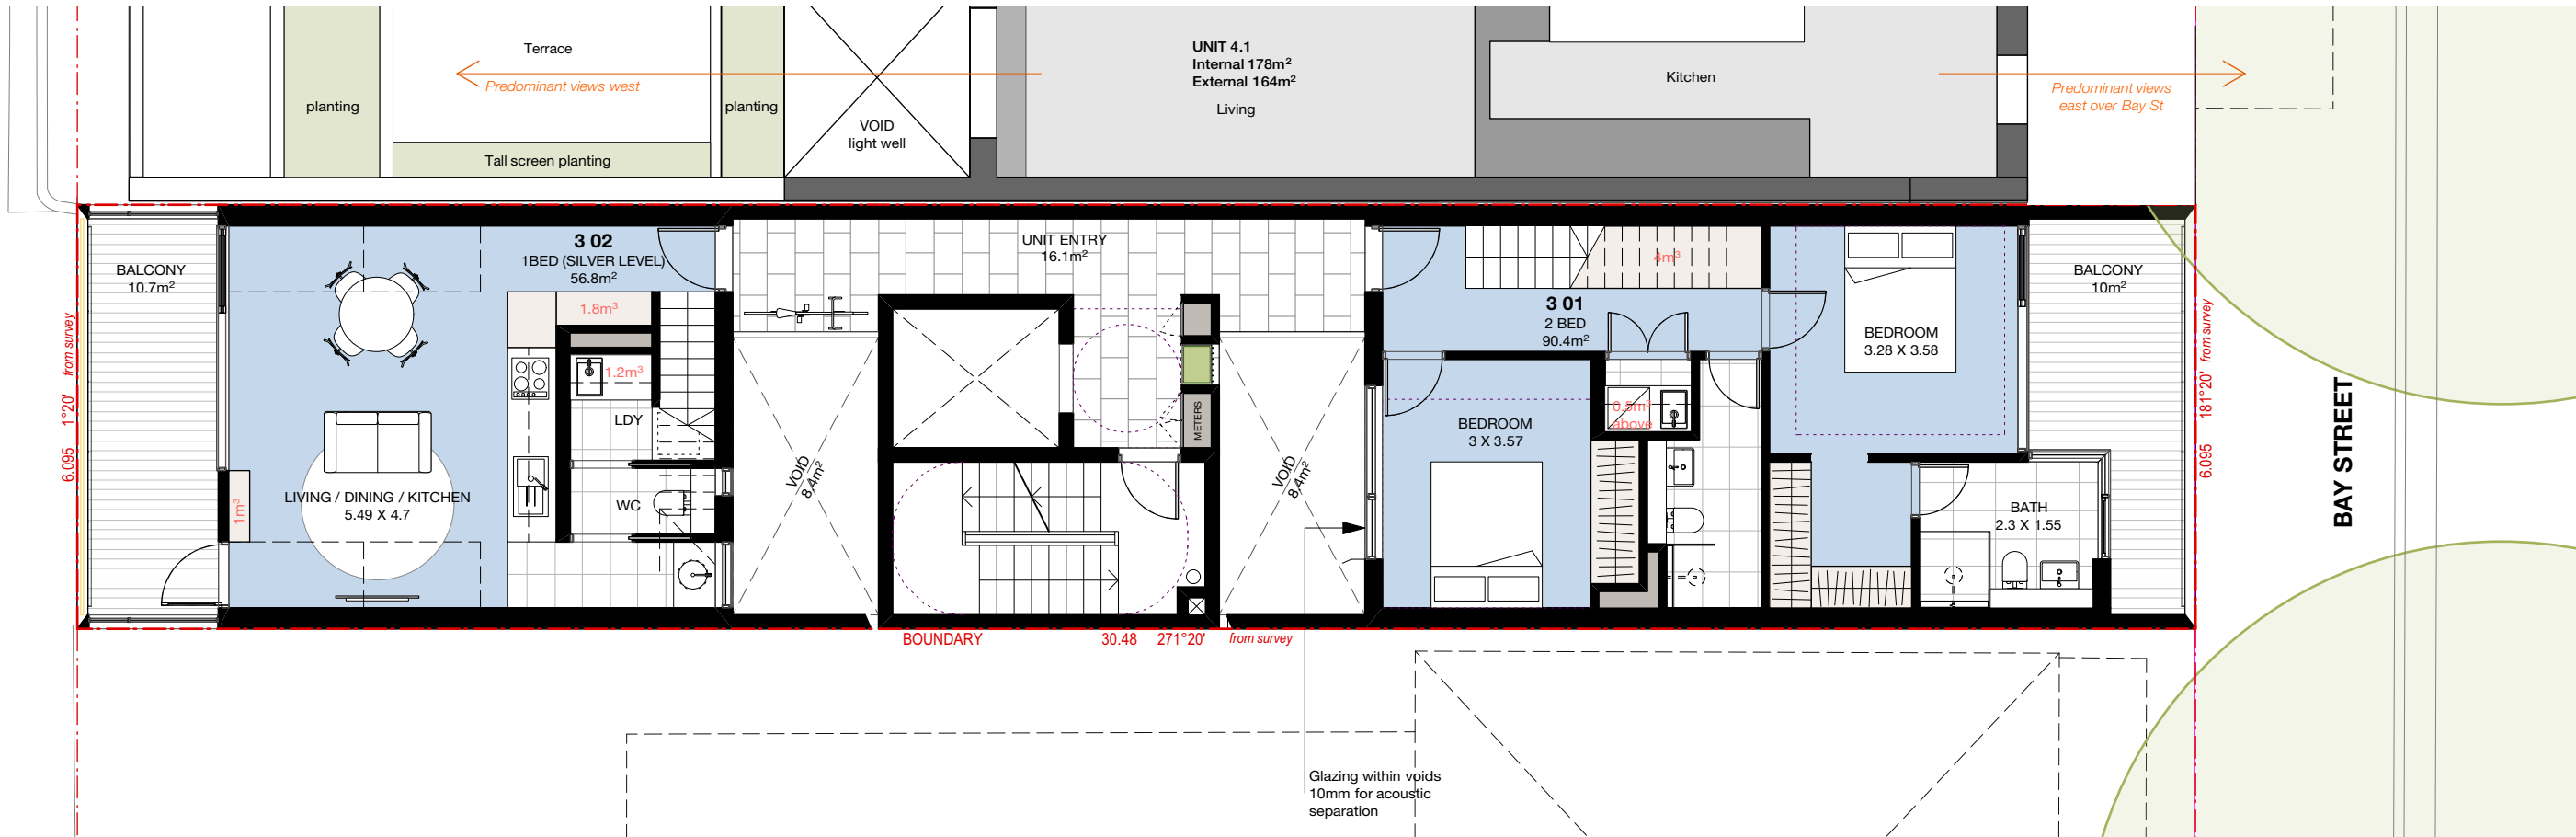 Terrace
Predominant views west
planting
planting
Tall screen planting
VOID
light well
UNIT 4.1
Internal 178m²
External 164m²
Living
Kitchen
Predominant views
east over Bay St
BALCONY
10.7m²
3 02
1BED (SILVER LEVEL)
56.8m²
1.8m³
1.2m³
LDY
WC
LIVING / DINING / KITCHEN
5.49 X 4.7
1m³
6.095 1°20' from survey
UNIT ENTRY
16.1m²
VOID
8.4m²
METERS
VOID
8.4m²
4m³
3 01
2 BED
90.4m²
BEDROOM
3 X 3.57
0.5m³
above
BEDROOM
3.28 X 3.58
BATH
2.3 X 1.55
BALCONY
10m²
6.095 181°20' from survey
BAY STREET
BOUNDARY 30.48 271°20' from survey
Glazing within voids
10mm for acoustic
separation